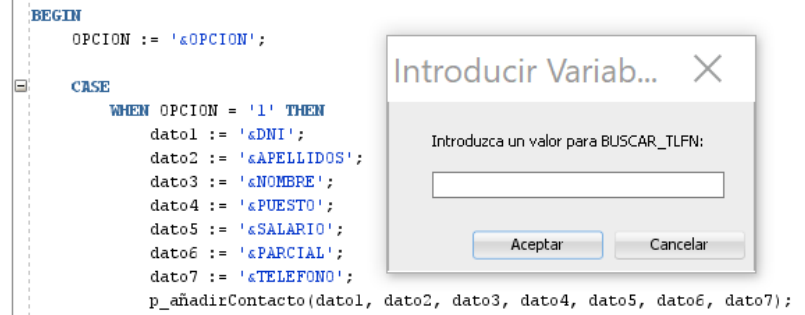 BEGIN
OPCION := '&OPCION';
CASE
WHEN OPCION = '1' THEN
dato1 := '&DNI';
dato2 := '&APELLIDOS';
dato3 := '&NOMBRE';
dato4 := '&PUESTO';
dato5 := '&SALARIO';
dato6 := '&PARCIAL';
dato7 := '&TELEFONO';
p_añadirContacto(dato1, dato2, dato3, dato4, dato5, dato6, dato7);
Introducir Variab...
Introduzca un valor para BUSCAR_TLFN:
Aceptar Cancelar